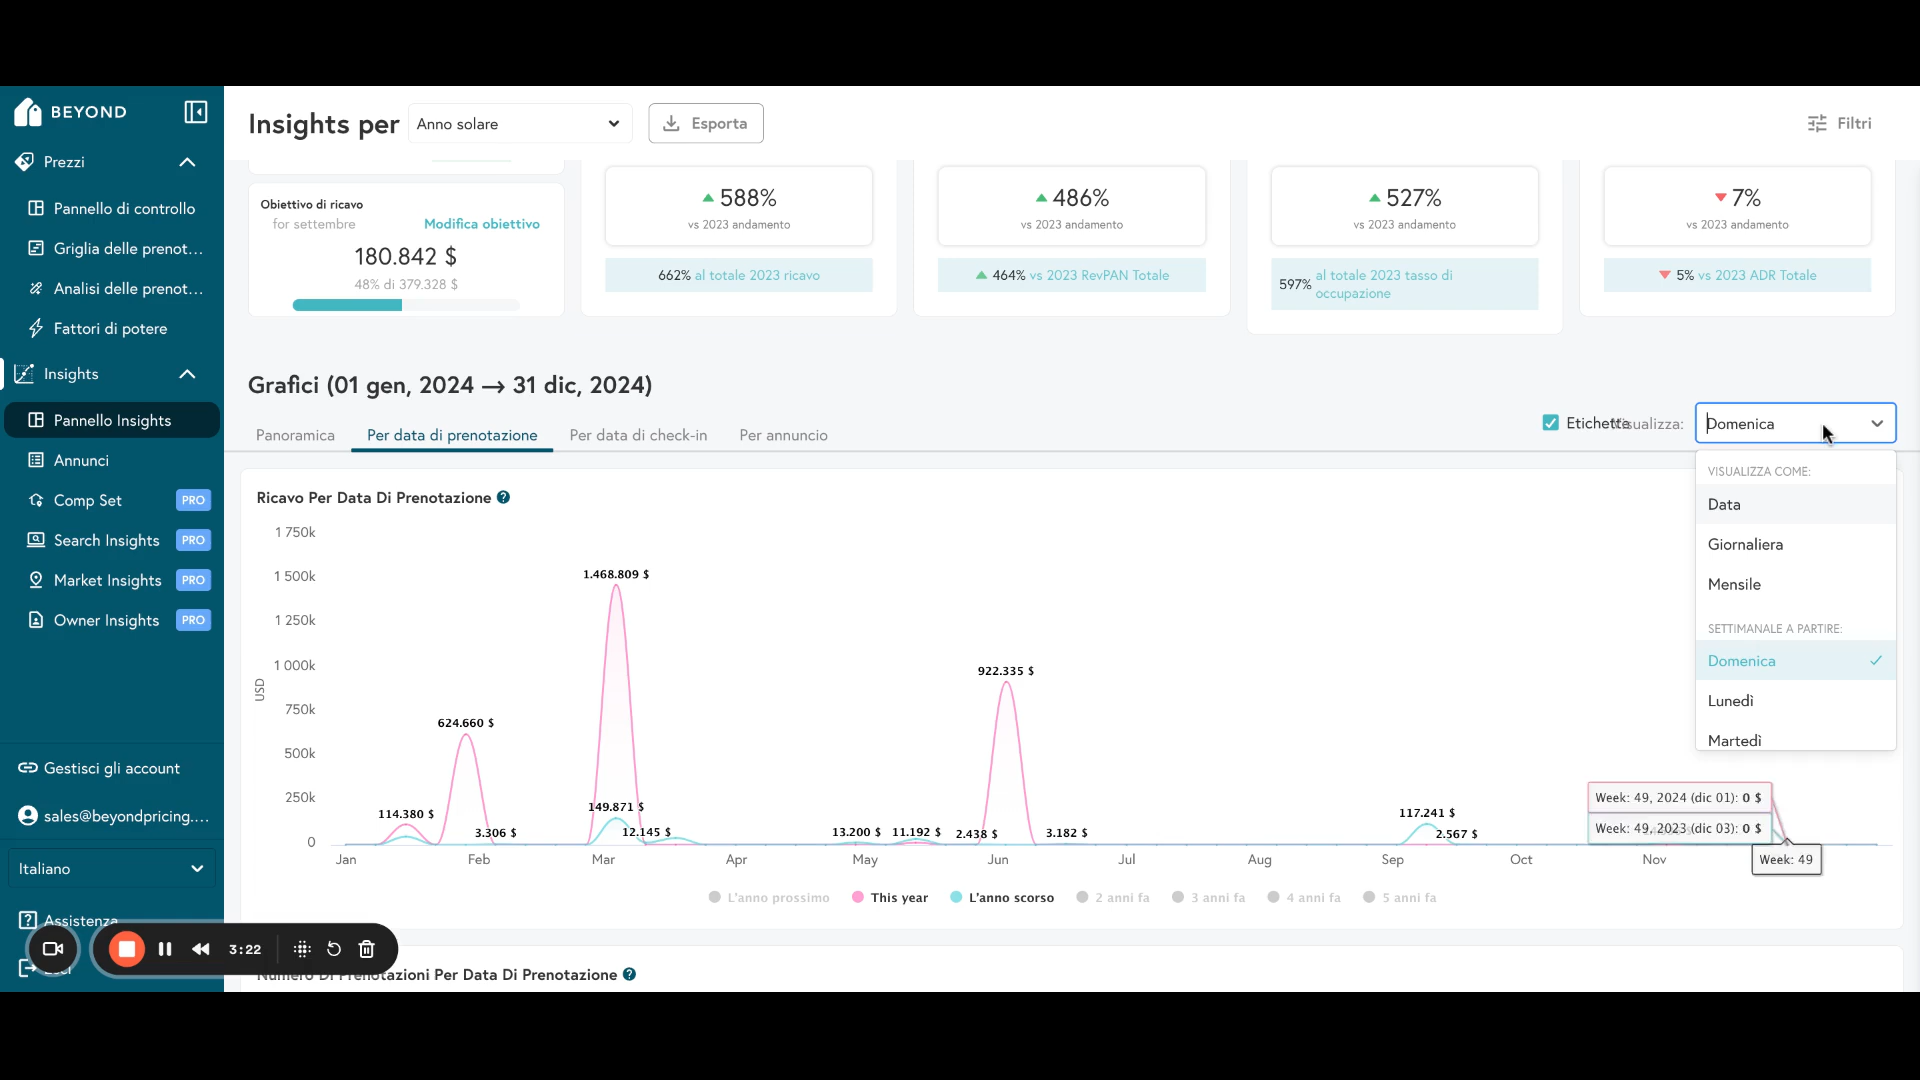 BEYOND
Prezzi
Pannello di controllo
Griglia delle prenot...
Analisi delle prenot...
Fattori di potere
Insights
Pannello Insights
Annunci
Comp Set PRO
Search Insights PRO
Market Insights PRO
Owner Insights PRO
Gestisci gli account
sales@beyondpricing....
Italiano
Assistenza
3:22
Insights per Anno solare Esporta Filtri
Obiettivo di ricavo
for settembre Modifica obiettivo
180.842 $
48% di 379.328 $
588%
vs 2023 andamento
662% al totale 2023 ricavo
486%
vs 2023 andamento
464% vs 2023 RevPAN Totale
527%
vs 2023 andamento
597% al totale 2023 tasso di
occupazione
7%
vs 2023 andamento
5% vs 2023 ADR Totale
Grafici (01 gen, 2024 → 31 dic, 2024)
Panoramica Per data di prenotazione Per data di check-in Per annuncio
Etichette Visualizza: Domenica
VISUALIZZA COME:
Data
Giornaliera
Mensile
SETTIMANALE A PARTIRE:
Domenica
Lunedì
Martedì
Ricavo Per Data Di Prenotazione ?
1 750k
1 500k
1 250k
1 000k
750k
500k
250k
0
USD
1.468.809 $
922.335 $
624.660 $
114.380 $
149.871 $
117.241 $
3.306 $
12.145 $
13.200 $
11.192 $
2.438 $
3.182 $
2.567 $
Week: 49, 2024 (dic 01): 0 $
Week: 49, 2023 (dic 03): 0 $
Week: 49
Jan Feb Mar Apr May Jun Jul Aug Sep Oct Nov
L'anno prossimo This year L'anno scorso 2 anni fa 3 anni fa 4 anni fa 5 anni fa
Numero Di Prenotazioni Per Data Di Prenotazione ?